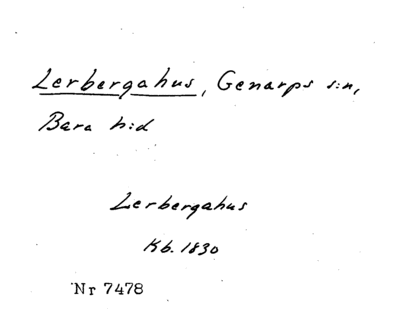 Lerbergahus, Genarps s:n,
Bara h:d
Lerbergahus
Kb. 1830
Nr 7478